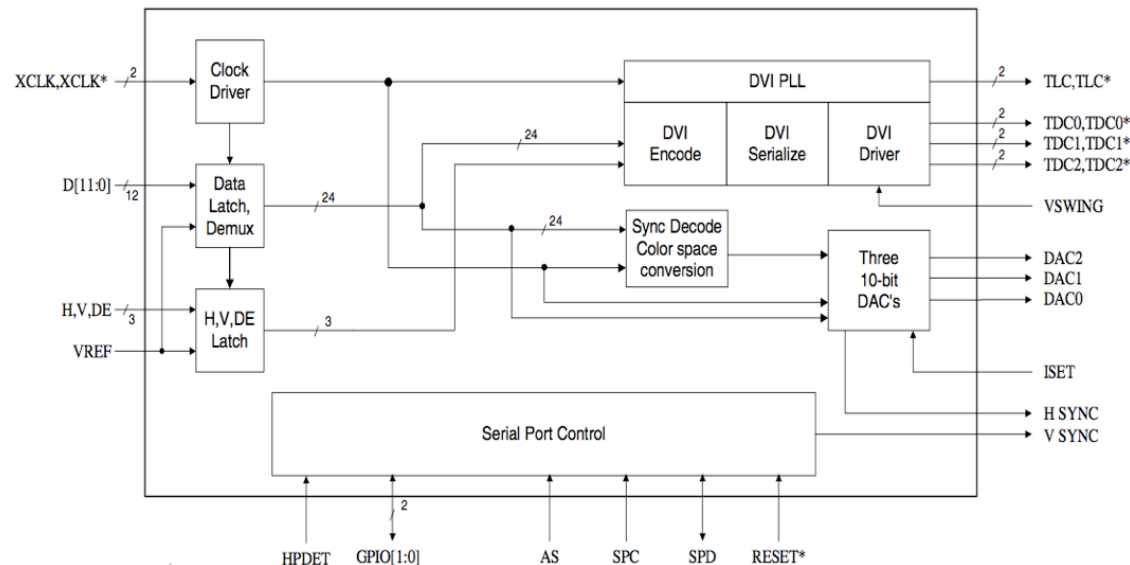 XCLK,XCLK*
2
Clock
Driver
DVI PLL
2
TLC,TLC*
DVI
Encode
DVI
Serialize
DVI
Driver
24
2
TDC0,TDC0*
2
TDC1,TDC1*
2
TDC2,TDC2*
D[11:0]
12
Data
Latch,
Demux
24
VSWING
24
Sync Decode
Color space
conversion
Three
10-bit
DAC's
DAC2
DAC1
DAC0
H,V,DE
3
H,V,DE
Latch
3
VREF
ISET
H SYNC
V SYNC
Serial Port Control
2
HPDET
GPIO[1:0]
AS
SPC
SPD
RESET*